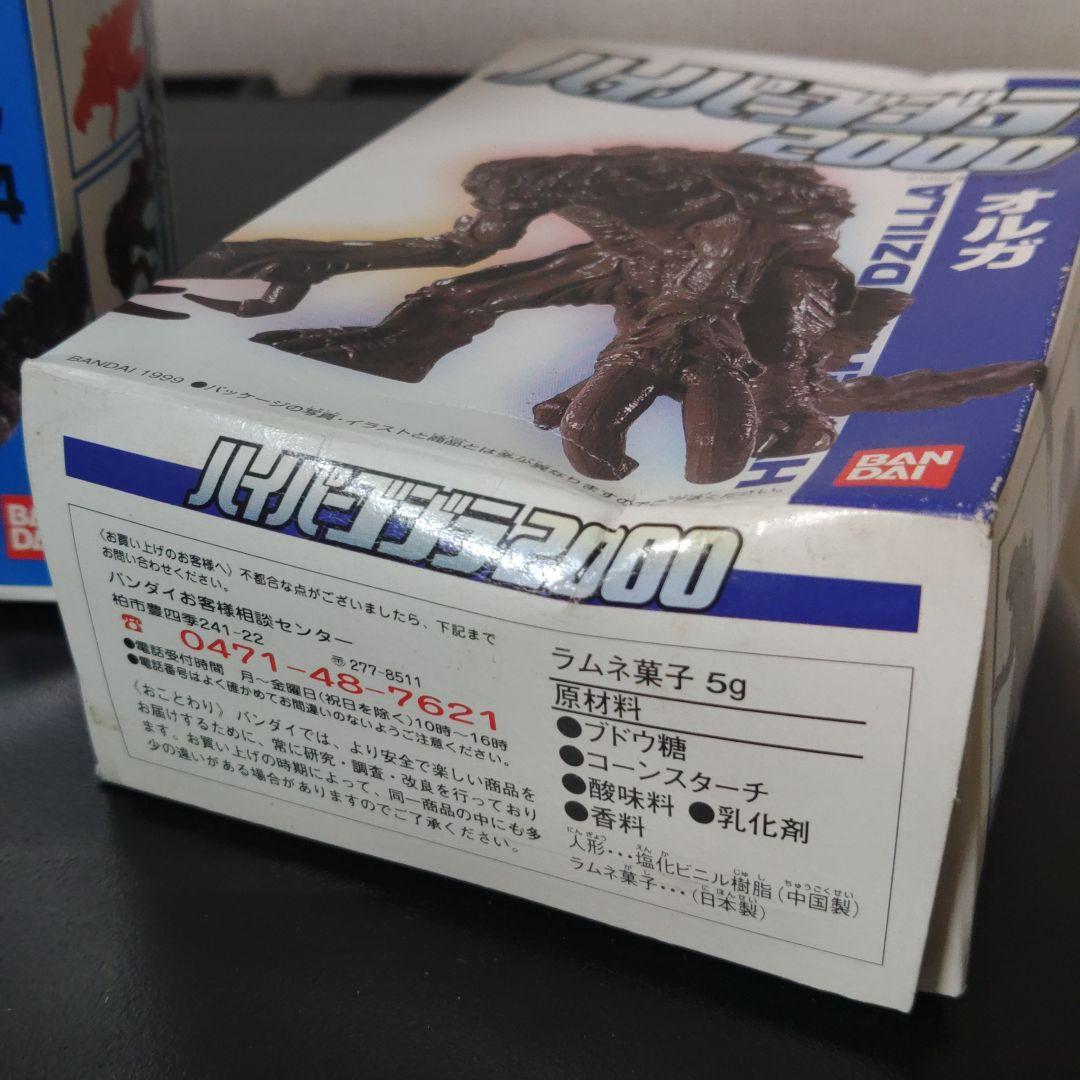 ハイパーゴジラ
2000
オルガ
DZILLA
H
BAN
DAI
BANDAI 1999 ●パッケージの写真・イラストと商品とは多少異なりますので
ハイパーゴジラ2000
〈お買い上げのお客様へ〉不都合な点がございましたら、下記まで
お問い合わせください。
バンダイお客様相談センター
柏市豊四季241-22 〒277-8511
☎ 0471-48-7621
●電話受付時間 月〜金曜日(祝日を除く)10時〜16時
●電話番号はよく確かめてお間違いのないようご注意ください。
〈おことわり〉バンダイでは、より安全で楽しい商品を
お届けするために、常に研究・調査・改良を行っており
ます。お買い上げの時期によって、同一商品の中にも多
少の違いがある場合がありますのでご了承ください。
ラムネ菓子 5g
原材料
●ブドウ糖
●コーンスターチ
●酸味料 ●乳化剤
●香料
人形…塩化ビニル樹脂(中国製)
ラムネ菓子…(日本製)
4
BA
DA